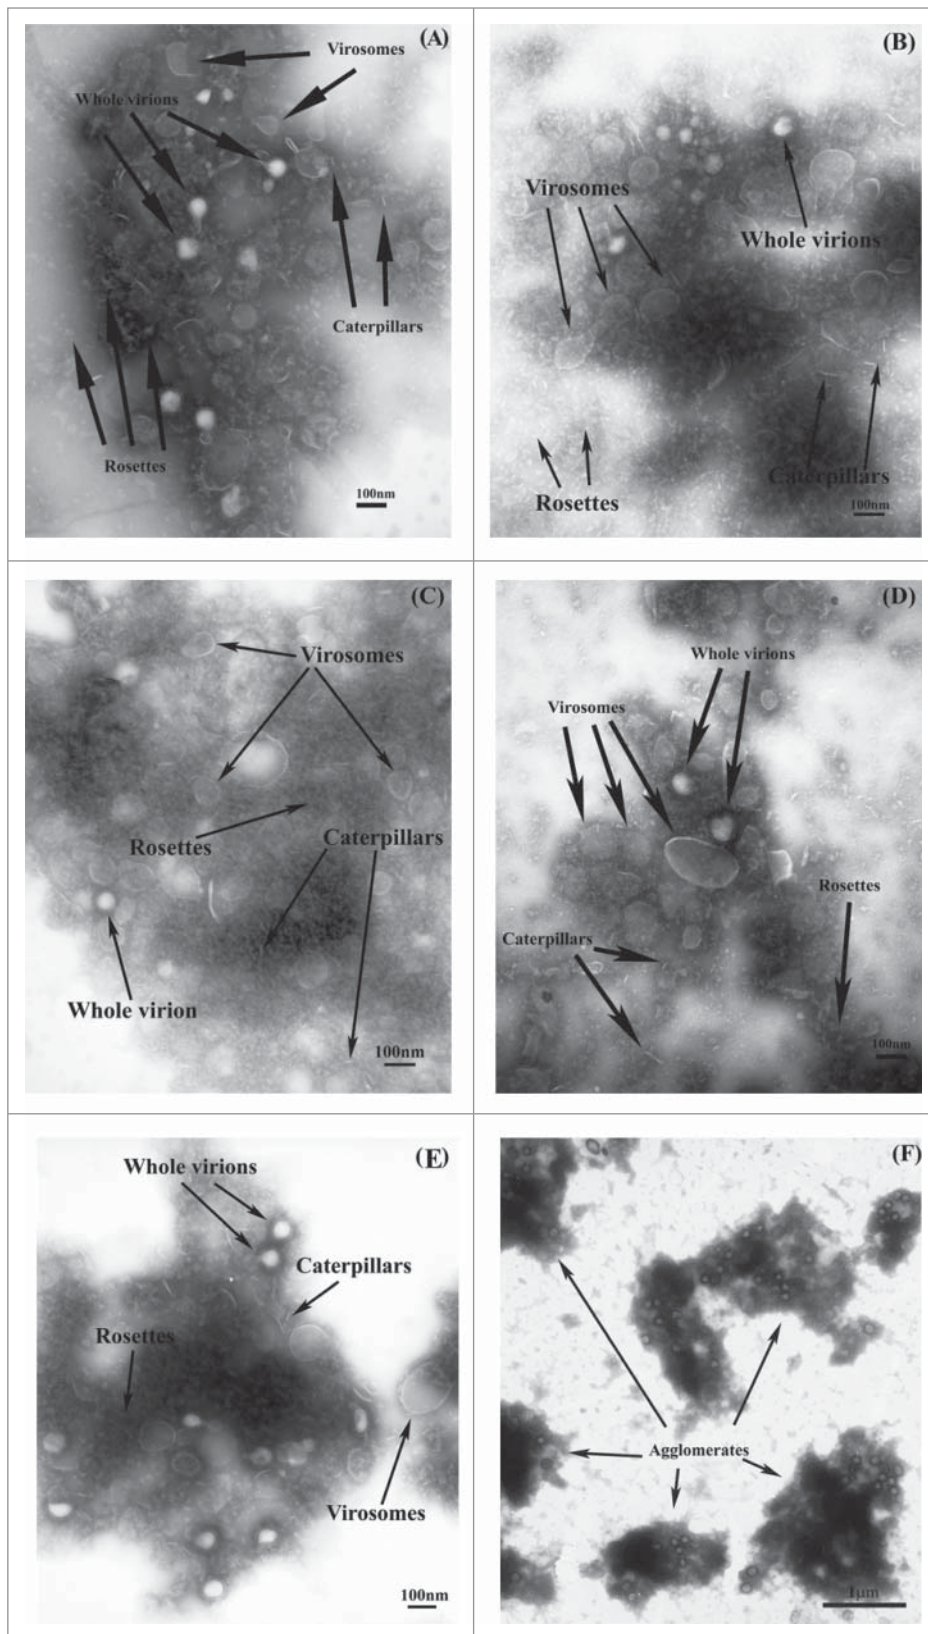 (A)
Virosomes
Whole virions
Caterpillars
Rosettes
100nm
(B)
Virosomes
Whole virions
Caterpillars
Rosettes
100nm
(C)
Virosomes
Rosettes
Caterpillars
Whole virion
100nm
(D)
Whole virions
Virosomes
Rosettes
Caterpillars
100nm
(E)
Whole virions
Caterpillars
Rosettes
Virosomes
100nm
(F)
Agglomerates
1μm